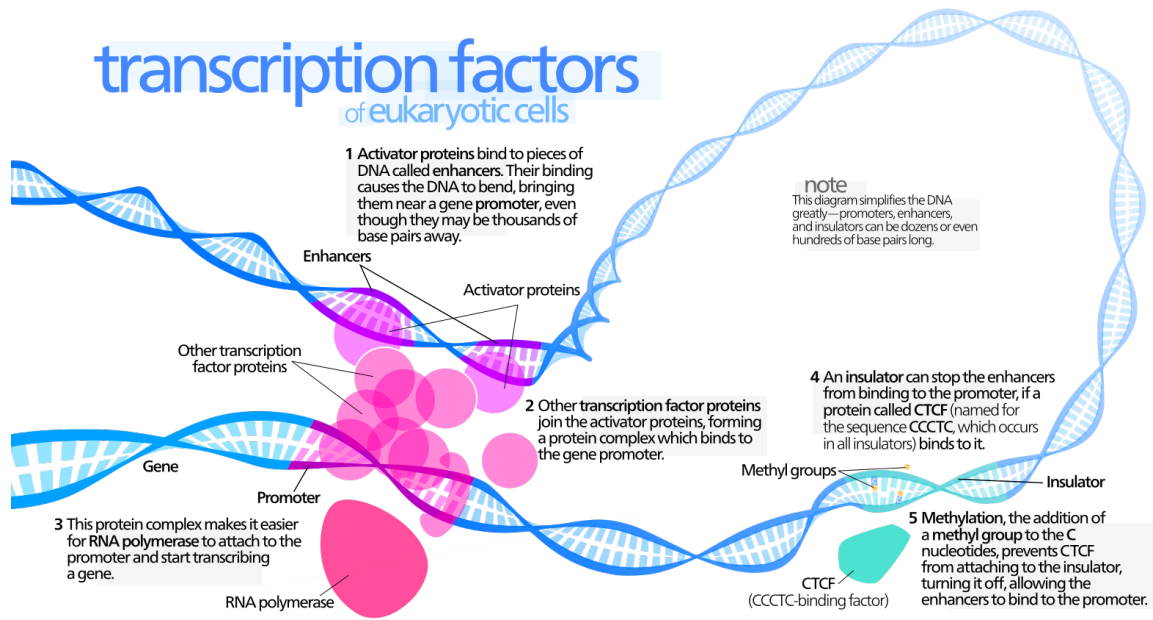 transcription factors
of eukaryotic cells
1 Activator proteins bind to pieces of
DNA called enhancers. Their binding
causes the DNA to bend, bringing
them near a gene promoter, even
though they may be thousands of
base pairs away.
note
This diagram simplifies the DNA
greatly—promoters, enhancers,
and insulators can be dozens or even
hundreds of base pairs long.
Enhancers
Activator proteins
Other transcription
factor proteins
2 Other transcription factor proteins
join the activator proteins, forming
a protein complex which binds to
the gene promoter.
4 An insulator can stop the enhancers
from binding to the promoter, if a
protein called CTCF (named for
the sequence CCCTC, which occurs
in all insulators) binds to it.
Gene
Promoter
Methyl groups
Insulator
3 This protein complex makes it easier
for RNA polymerase to attach to the
promoter and start transcribing
a gene.
RNA polymerase
5 Methylation, the addition of
a methyl group to the C
nucleotides, prevents CTCF
from attaching to the insulator,
turning it off, allowing the
enhancers to bind to the promoter.
CTCF
(CCCTC-binding factor)